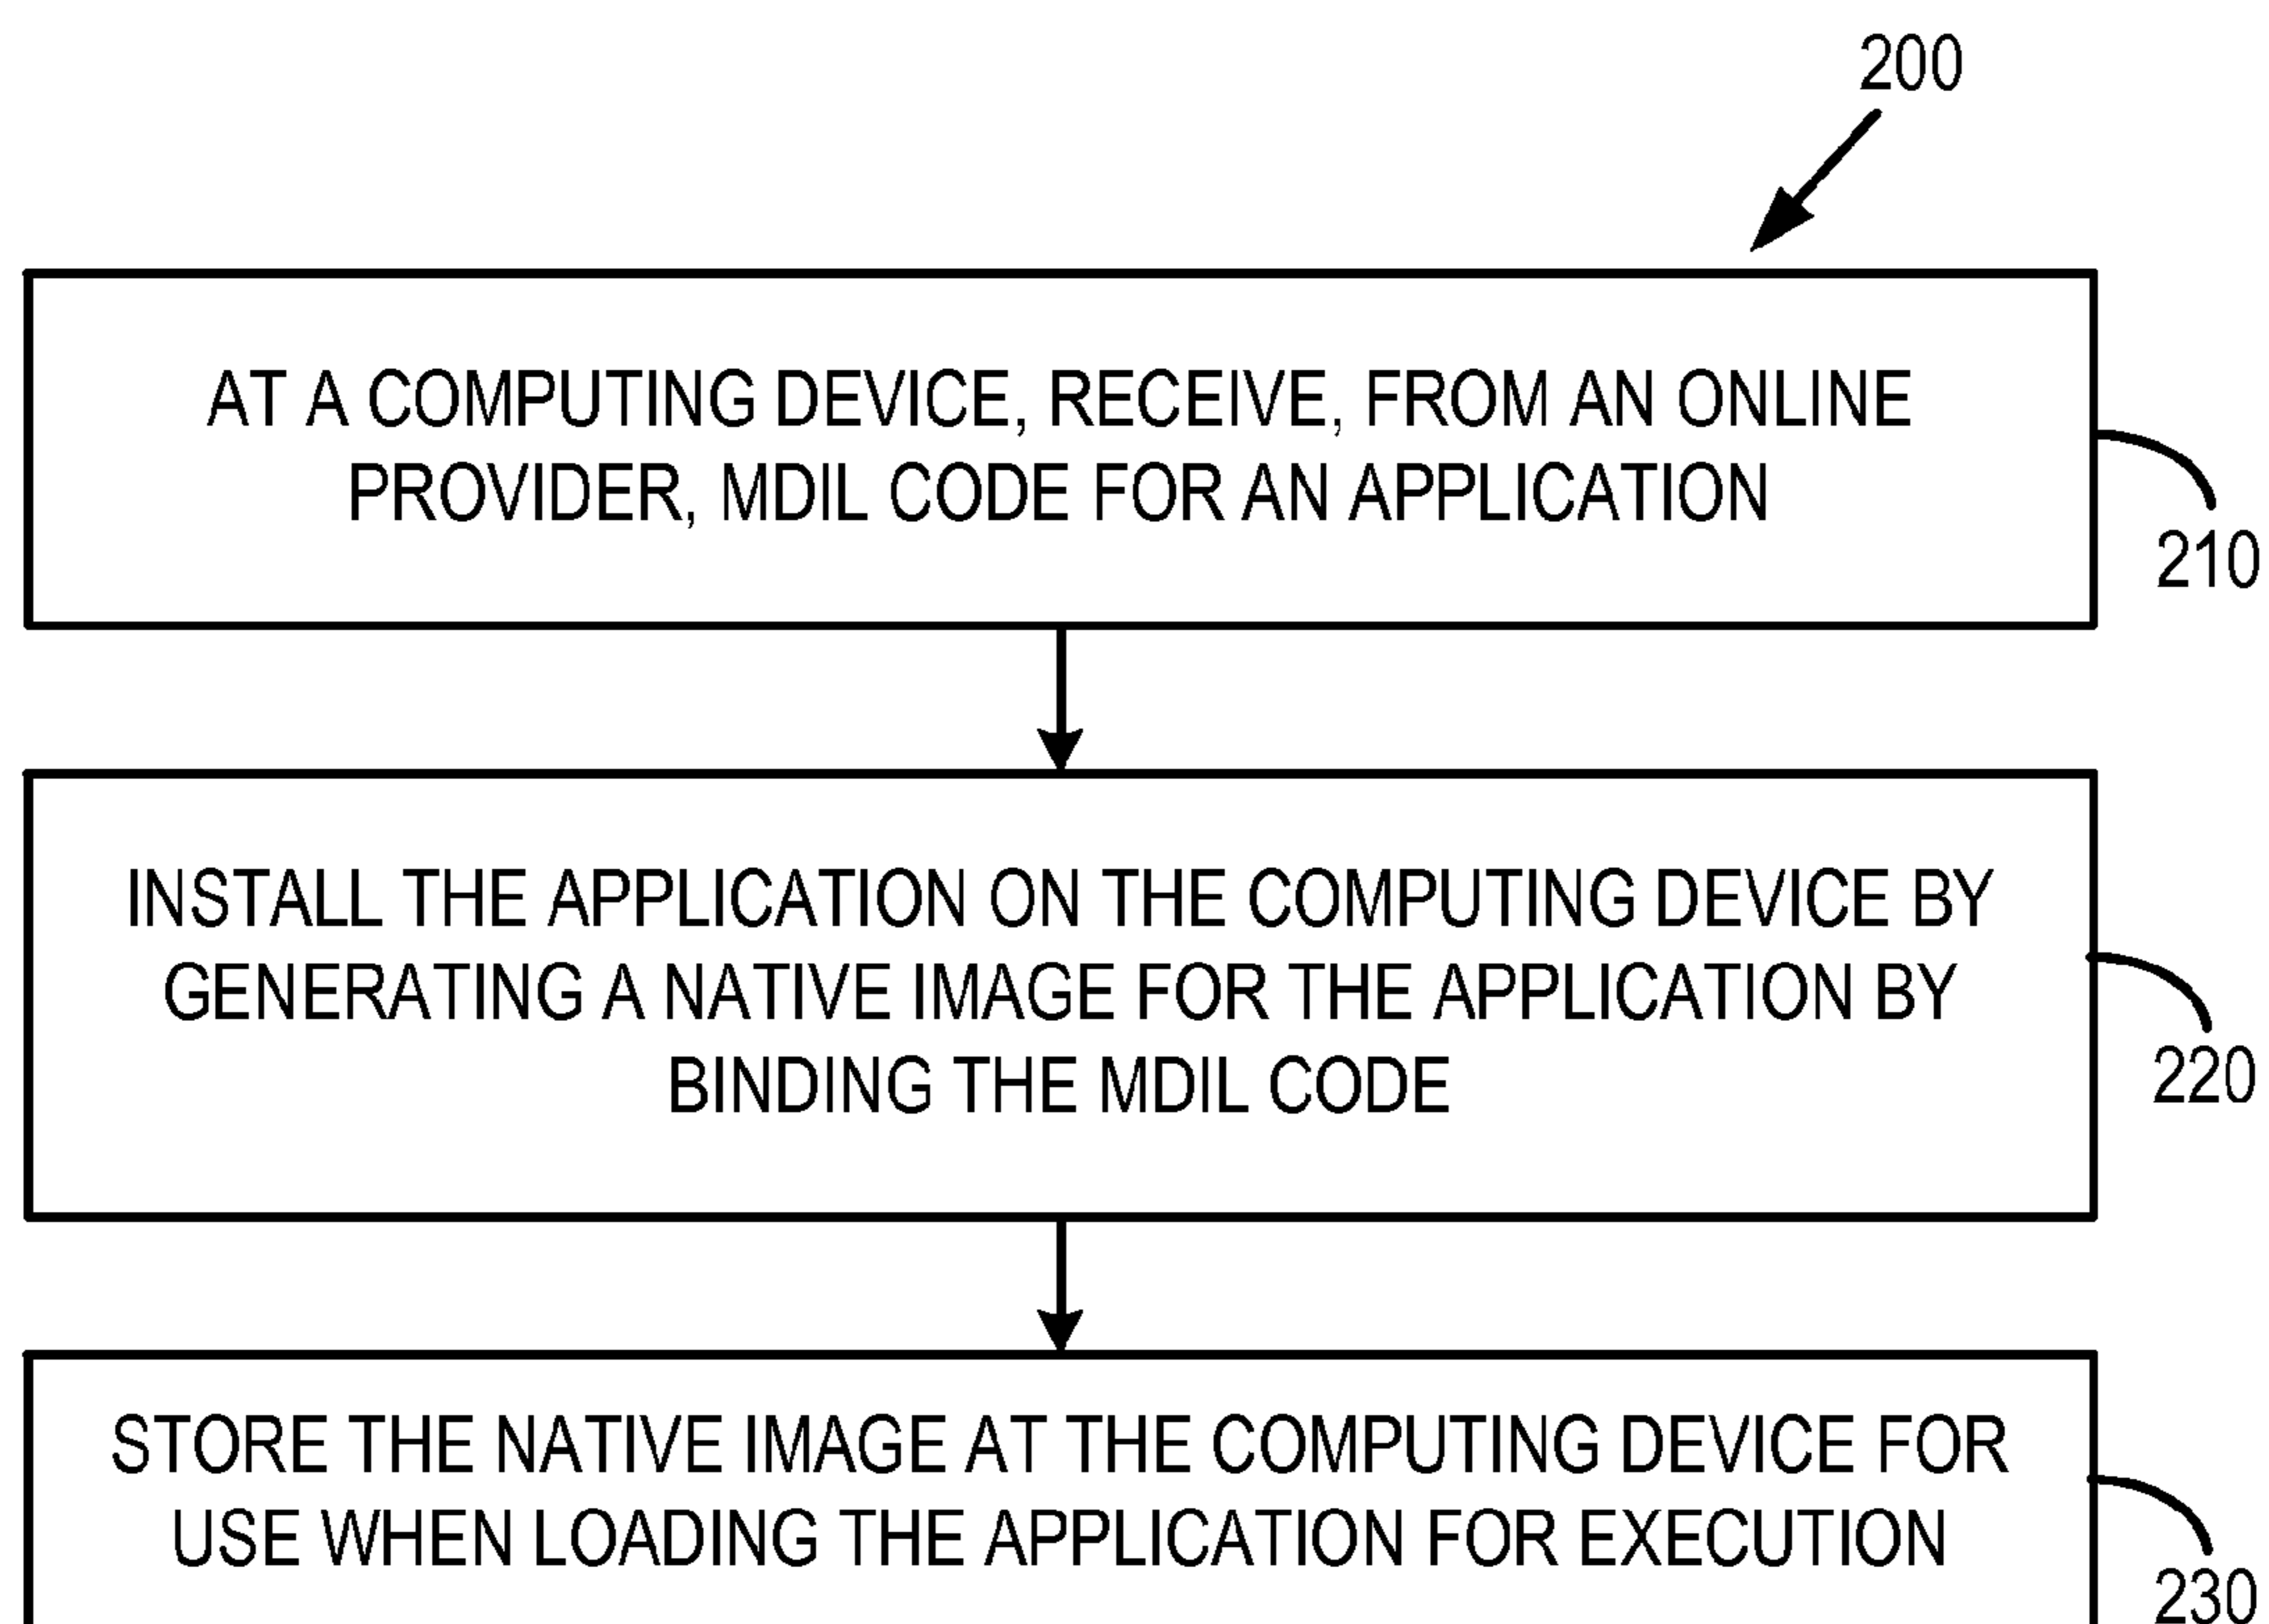 200
AT A COMPUTING DEVICE, RECEIVE, FROM AN ONLINE
PROVIDER, MDIL CODE FOR AN APPLICATION
210
INSTALL THE APPLICATION ON THE COMPUTING DEVICE BY
GENERATING A NATIVE IMAGE FOR THE APPLICATION BY
BINDING THE MDIL CODE
220
STORE THE NATIVE IMAGE AT THE COMPUTING DEVICE FOR
USE WHEN LOADING THE APPLICATION FOR EXECUTION
230